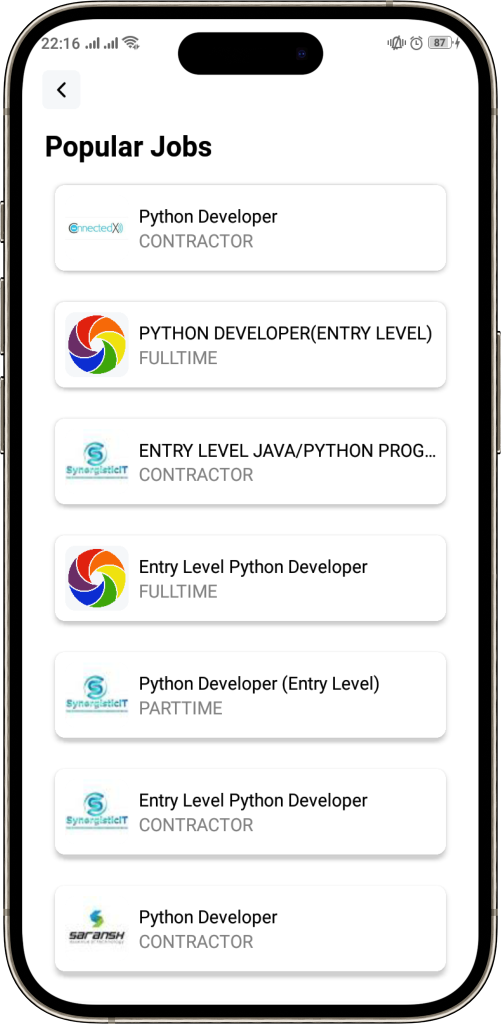 22:16
87
Popular Jobs
ConnectedX
Python Developer
CONTRACTOR
PYTHON DEVELOPER(ENTRY LEVEL)
FULLTIME
SynergisticIT
ENTRY LEVEL JAVA/PYTHON PROG...
CONTRACTOR
Entry Level Python Developer
FULLTIME
SynergisticIT
Python Developer (Entry Level)
PARTTIME
SynergisticIT
Entry Level Python Developer
CONTRACTOR
saransh
Python Developer
CONTRACTOR